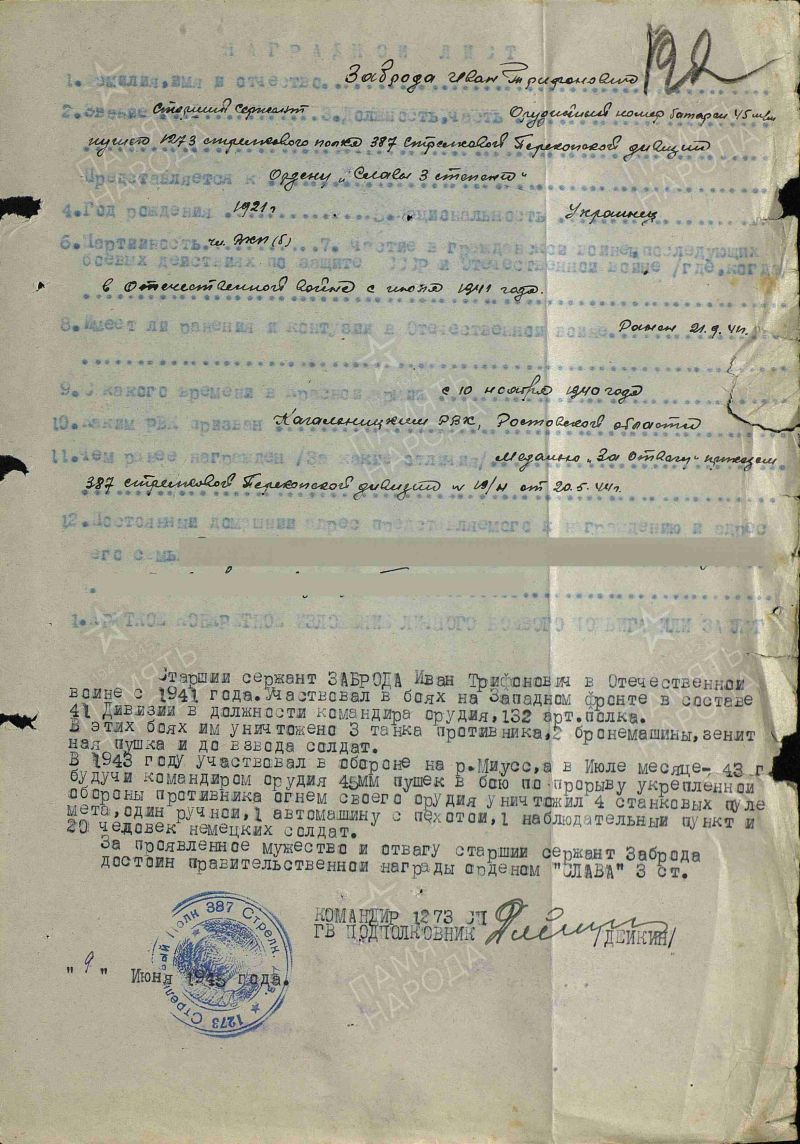 НАГРАДНОЙ ЛИСТ
192
1. Фамилия, имя и отчество. Заброда Иван Трифонович
2. Звание Старший сержант 3. Должность, часть Орудийный номер батареи 45 м/м
пушек 1273 стрелкового полка 387 Стрелковой Перекопской дивизии
Представляется к Ордену "Славы 3 степени"
4. Год рождения 1921г 5. Национальность Украинец
6. Партийность. чл. ВКП(б) 7. Участие в гражданской войне, последующих
боевых действиях по защите СССР и Отечественной войне /где, когда/
в Отечественной войне с июля 1941 года.
8. Имеет ли ранения и контузии в Отечественной войне. Ранен 21.9.41г.
9. С какого времени в Красной армии с 10 ноября 1940 года
10. Каким РВК призван Кагальницким РВК, Ростовской области
11. Чем ранее награжден /За какие отличия/ Медалью "За отвагу" приказом
387 стрелковой Перекопской дивизии № 19/н от 20.5.44г.
12. Постоянный домашний адрес представляемого к награждению и адрес
его семьи
1. КРАТКОЕ КОНКРЕТНОЕ ИЗЛОЖЕНИЕ ЛИЧНОГО БОЕВОГО ПОДВИГА ИЛИ ЗАСЛУГ
Старший сержант ЗАБРОДА Иван Трифонович в Отечественной
войне с 1941 года. Участвовал в боях на Западном фронте в составе
41 Дивизии в должности командира орудия, 132 арт. полка.
В этих боях им уничтожено 3 танка противника, 2 бронемашины, зенит
ная пушка и до взвода солдат.
В 1943 году участвовал в обороне на р. Миусс, а в Июле месяце- 43 г
будучи командиром орудия 45ММ пушек в бою по прорыву укрепленной
обороны противника огнем своего орудия уничтожил 4 станковых пуле
мета, один ручной, 1 автомашину с пехотой, 1 наблюдательный пункт и
20 человек немецких солдат.
За проявленное мужество и отвагу старший сержант Заброда
достоин правительственной награды орденом "СЛАВА" 3 ст.
КОМАНДИР 1273 СП
ГВ ПОДПОЛКОВНИК /ДЕЙКИН/
" 9 " Июня 1945 года.
1273 Стрелковый Полк 387 Стрелк. Див.
ПАМЯТЬ НАРОДА